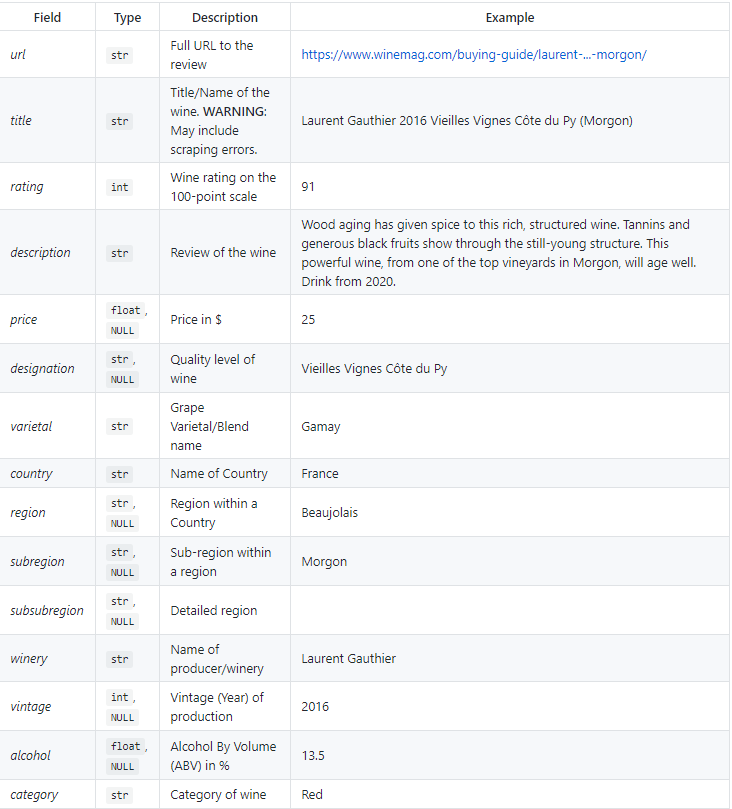 Field Type Description Example
url str Full URL to the
review https://www.winemag.com/buying-guide/laurent-...-morgon/
title str Title/Name of the
wine. WARNING:
May include
scraping errors. Laurent Gauthier 2016 Vieilles Vignes Côte du Py (Morgon)
rating int Wine rating on the
100-point scale 91
description str Review of the wine Wood aging has given spice to this rich, structured wine. Tannins and
generous black fruits show through the still-young structure. This
powerful wine, from one of the top vineyards in Morgon, will age well.
Drink from 2020.
price float, NULL Price in $ 25
designation str, NULL Quality level of
wine Vieilles Vignes Côte du Py
varietal str Grape
Varietal/Blend
name Gamay
country str Name of Country France
region str, NULL Region within a
Country Beaujolais
subregion str, NULL Sub-region within
a region Morgon
subsubregion str, NULL Detailed region
winery str Name of
producer/winery Laurent Gauthier
vintage int, NULL Vintage (Year) of
production 2016
alcohol float, NULL Alcohol By Volume
(ABV) in % 13.5
category str Category of wine Red